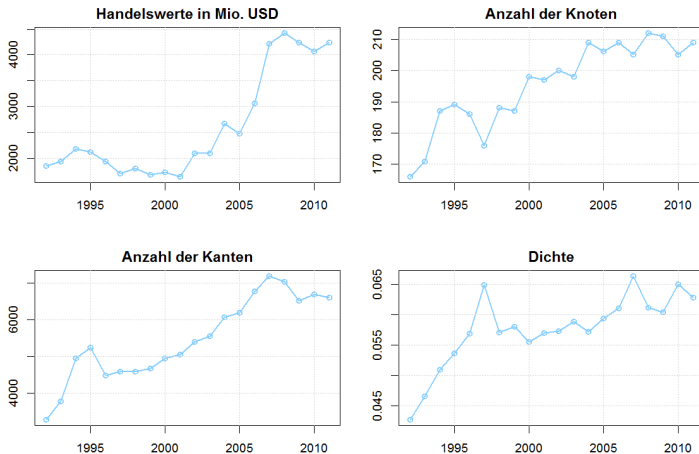 Handelswerte in Mio. USD
4000
3000
2000
1995 2000 2005 2010
Anzahl der Knoten
210
200
190
180
170
1995 2000 2005 2010
Anzahl der Kanten
6000
4000
1995 2000 2005 2010
Dichte
0.065
0.055
0.045
1995 2000 2005 2010